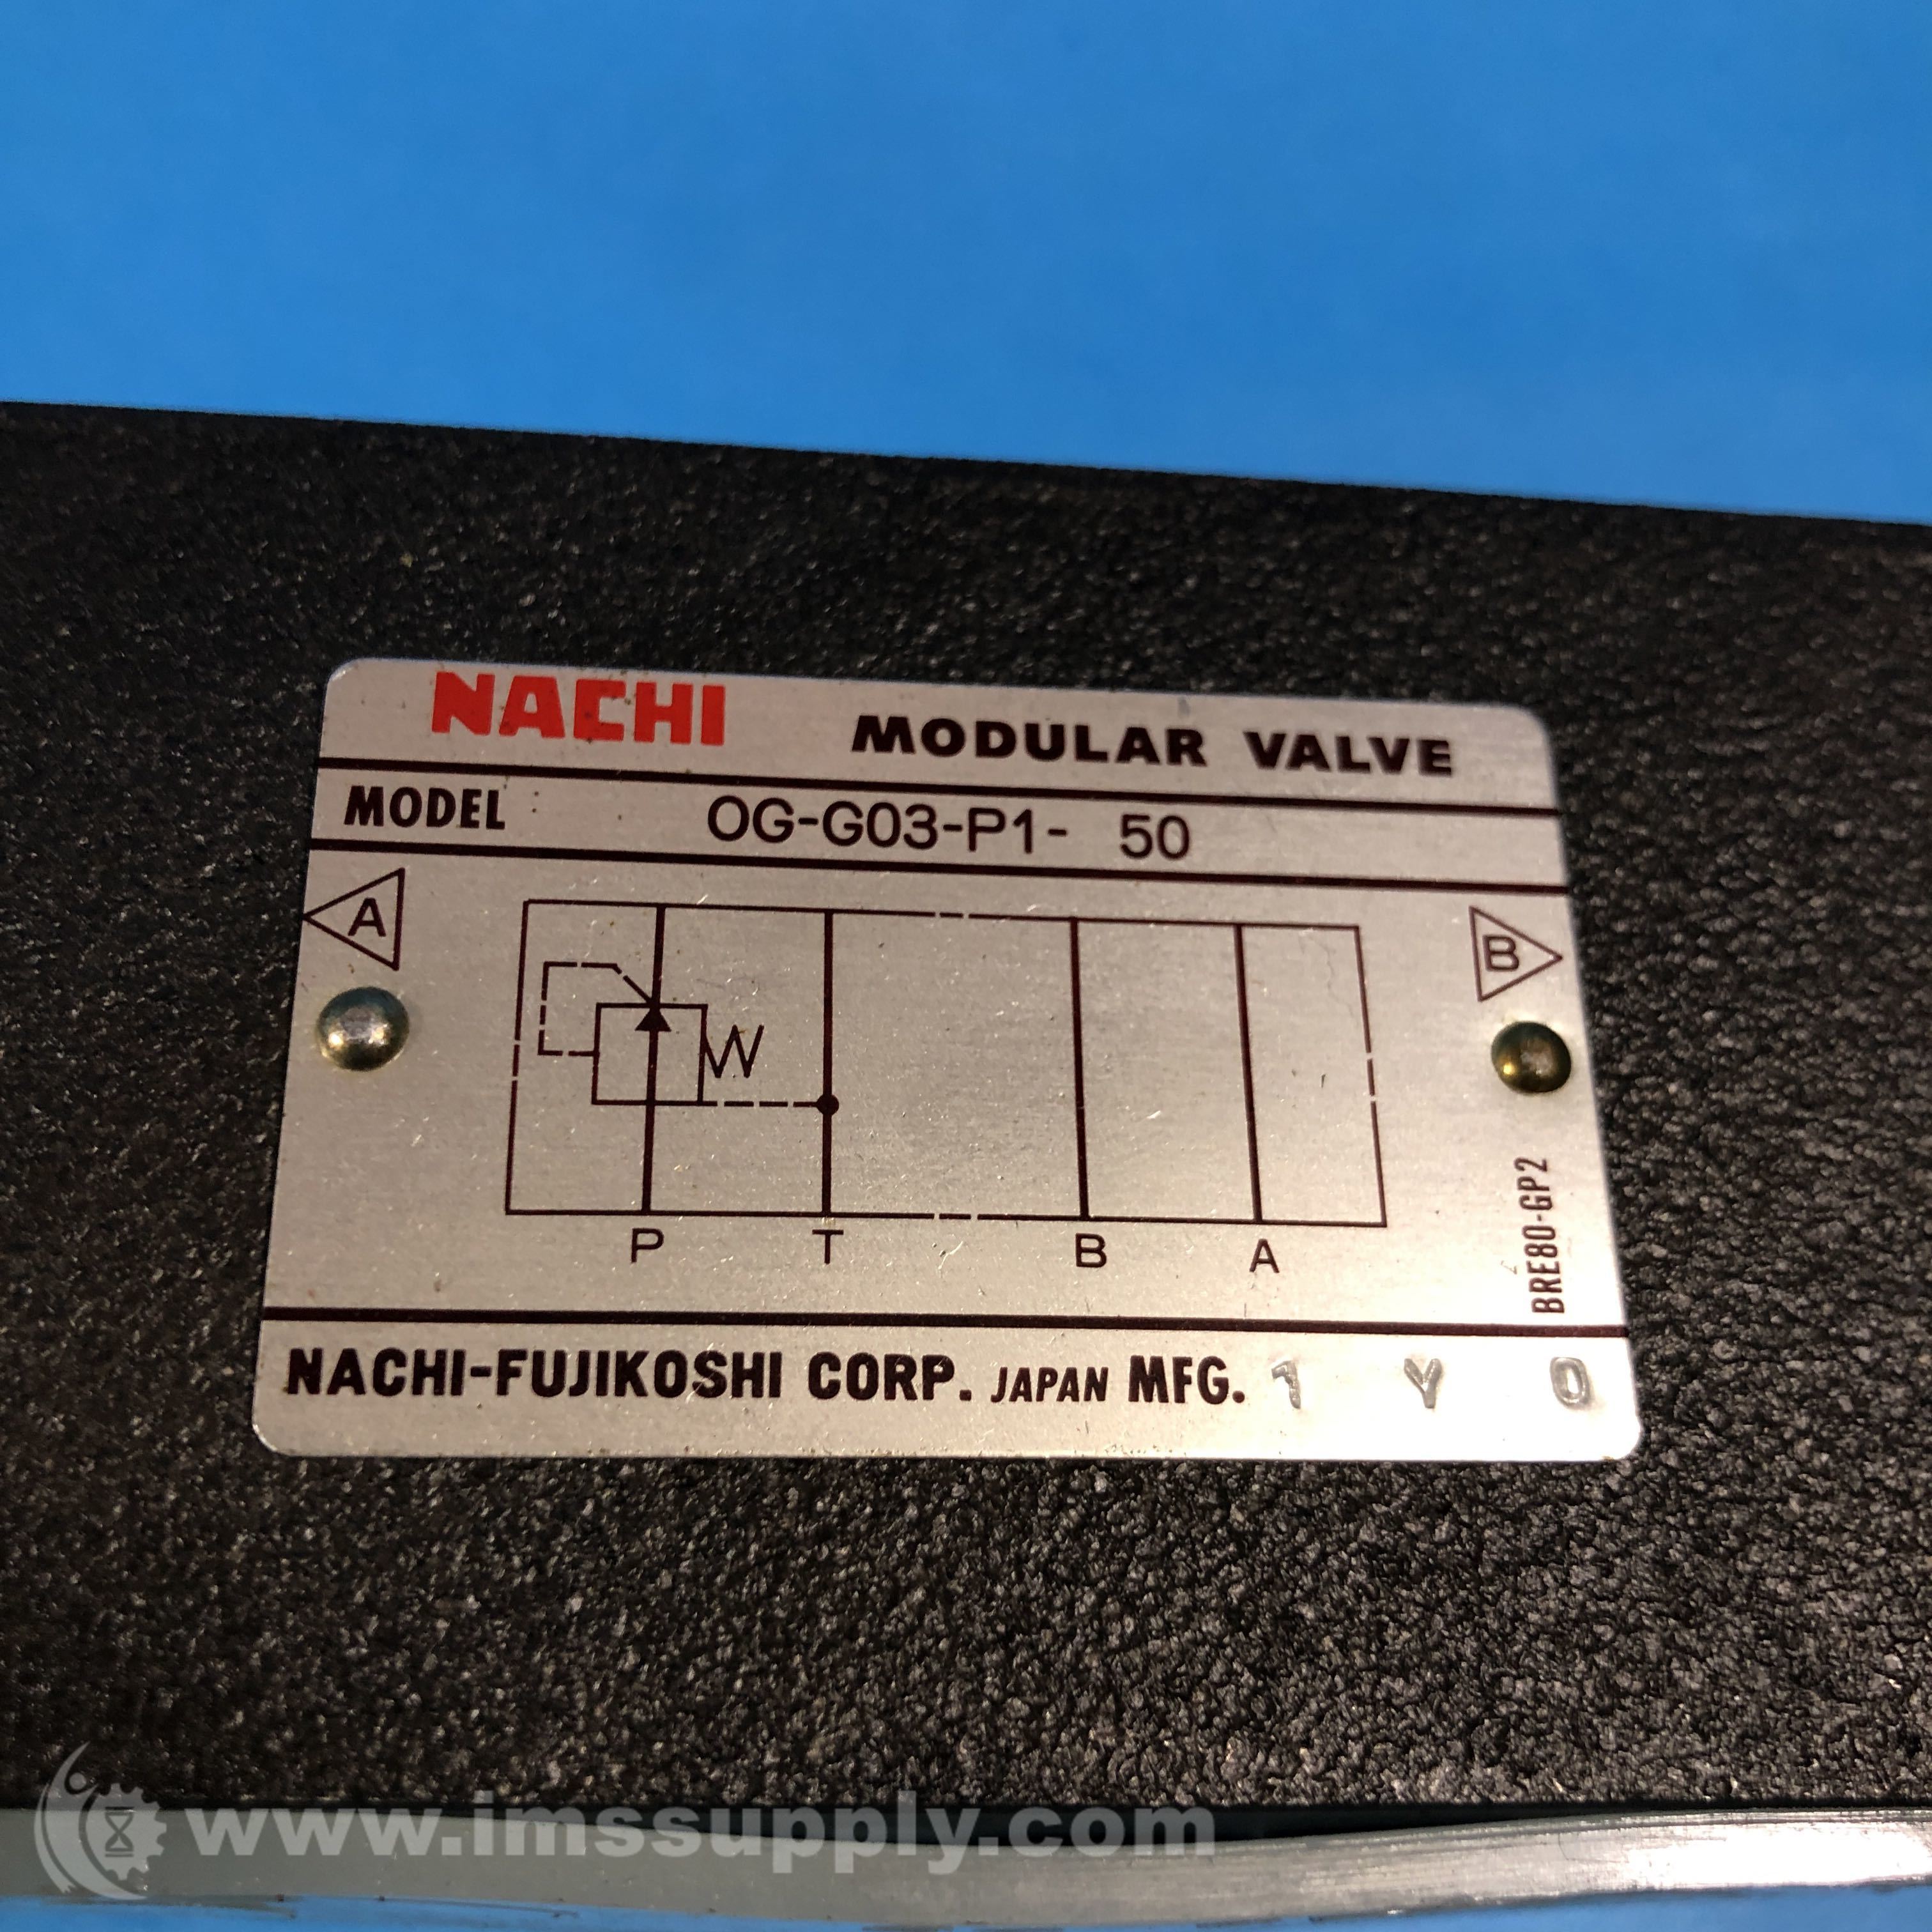 NACHI MODULAR VALVE
MODEL OG-G03-P1- 50
A B
P T B A
BRE80-GP2
NACHI-FUJIKOSHI CORP. JAPAN MFG. 1 Y 0
www.imssupply.com